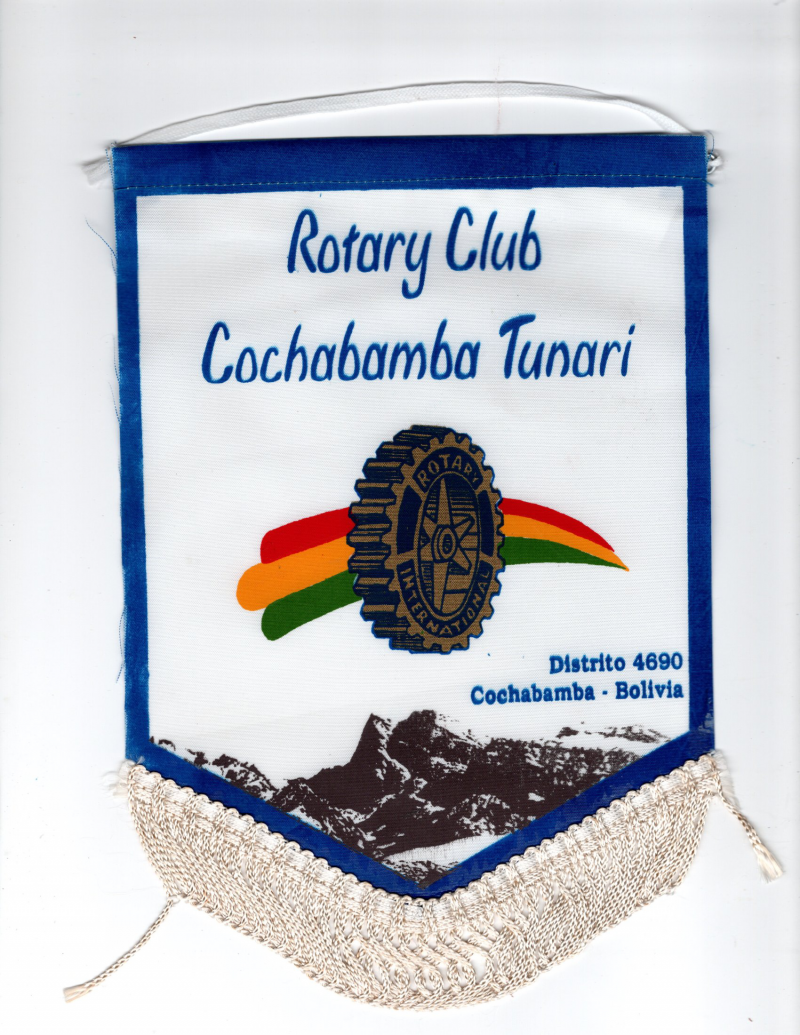 Rotary Club
Cochabamba Tunari
ROTARY
INTERNATIONAL
Distrito 4690
Cochabamba - Bolivia